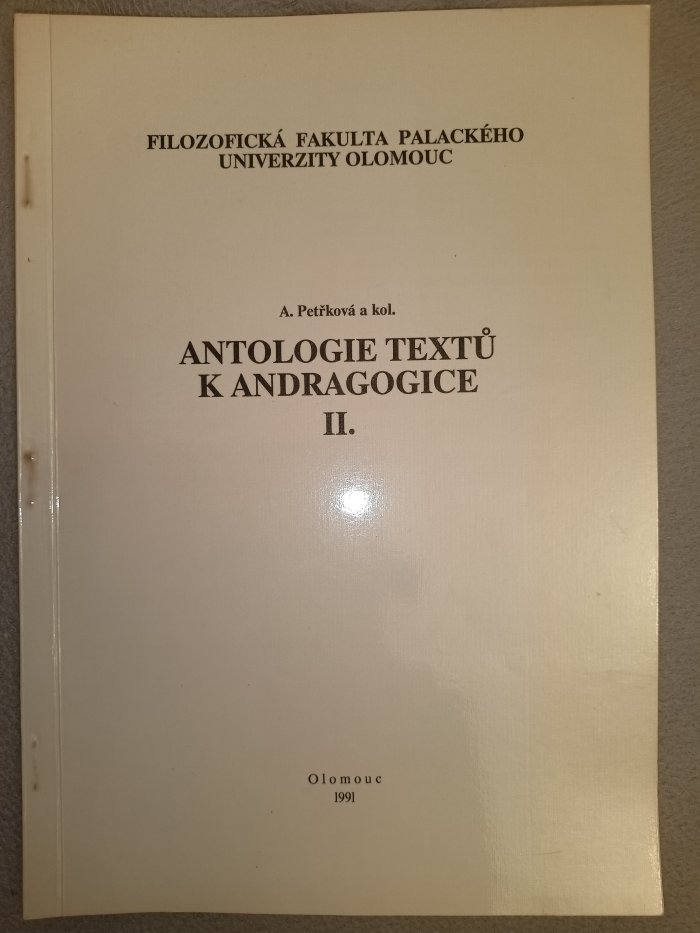 FILOZOFICKÁ FAKULTA PALACKÉHO
UNIVERZITY OLOMOUC
A. Petřková a kol.
ANTOLOGIE TEXTŮ
K ANDRAGOGICE
II.
Olomouc
1991